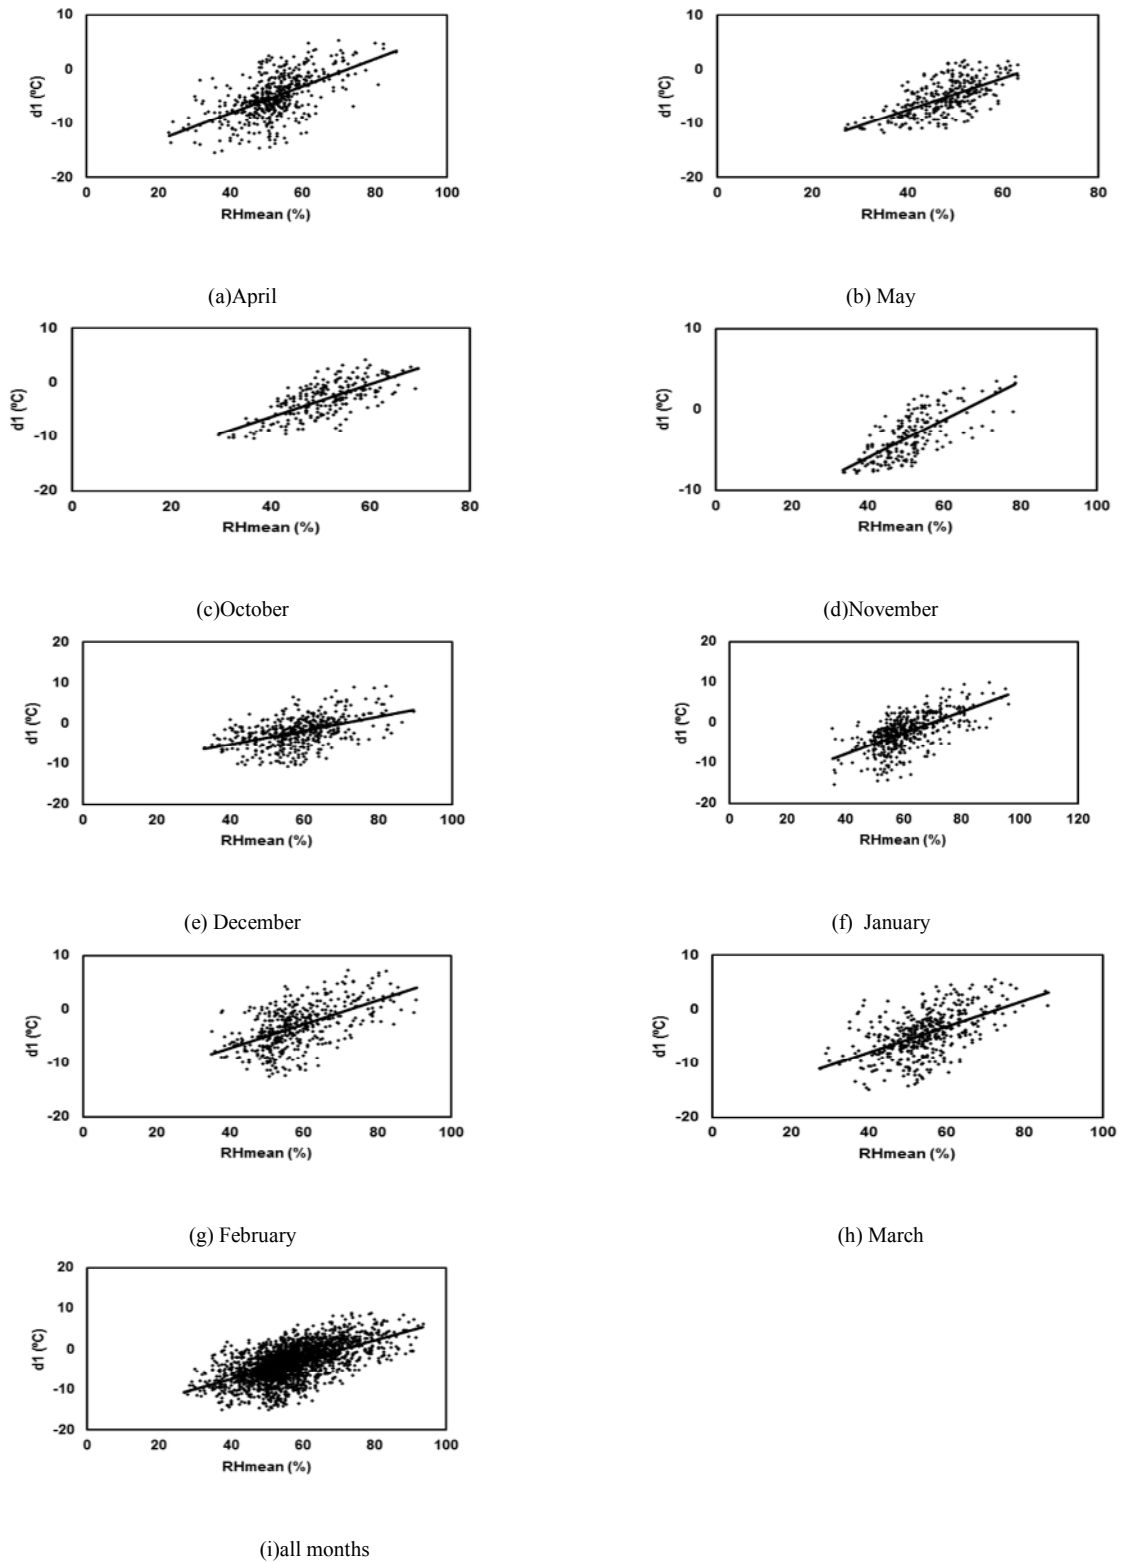 10
0
-10
-20
d1 (ºC)
0 20 40 60 80 100
RHmean (%)
(a)April
10
0
-10
-20
d1 (ºC)
0 20 40 60 80
RHmean (%)
(b) May
10
0
-10
-20
d1 (ºC)
0 20 40 60 80
RHmean (%)
(c)October
10
0
-10
d1 (ºC)
0 20 40 60 80 100
RHmean (%)
(d)November
20
10
0
-10
-20
d1 (ºC)
0 20 40 60 80 100
RHmean (%)
(e) December
20
10
0
-10
-20
d1 (ºC)
0 20 40 60 80 100 120
RHmean (%)
(f) January
10
0
-10
-20
d1 (ºC)
0 20 40 60 80 100
RHmean (%)
(g) February
10
0
-10
-20
d1 (ºC)
0 20 40 60 80 100
RHmean (%)
(h) March
20
10
0
-10
-20
d1 (ºC)
0 20 40 60 80 100
RHmean (%)
(i)all months